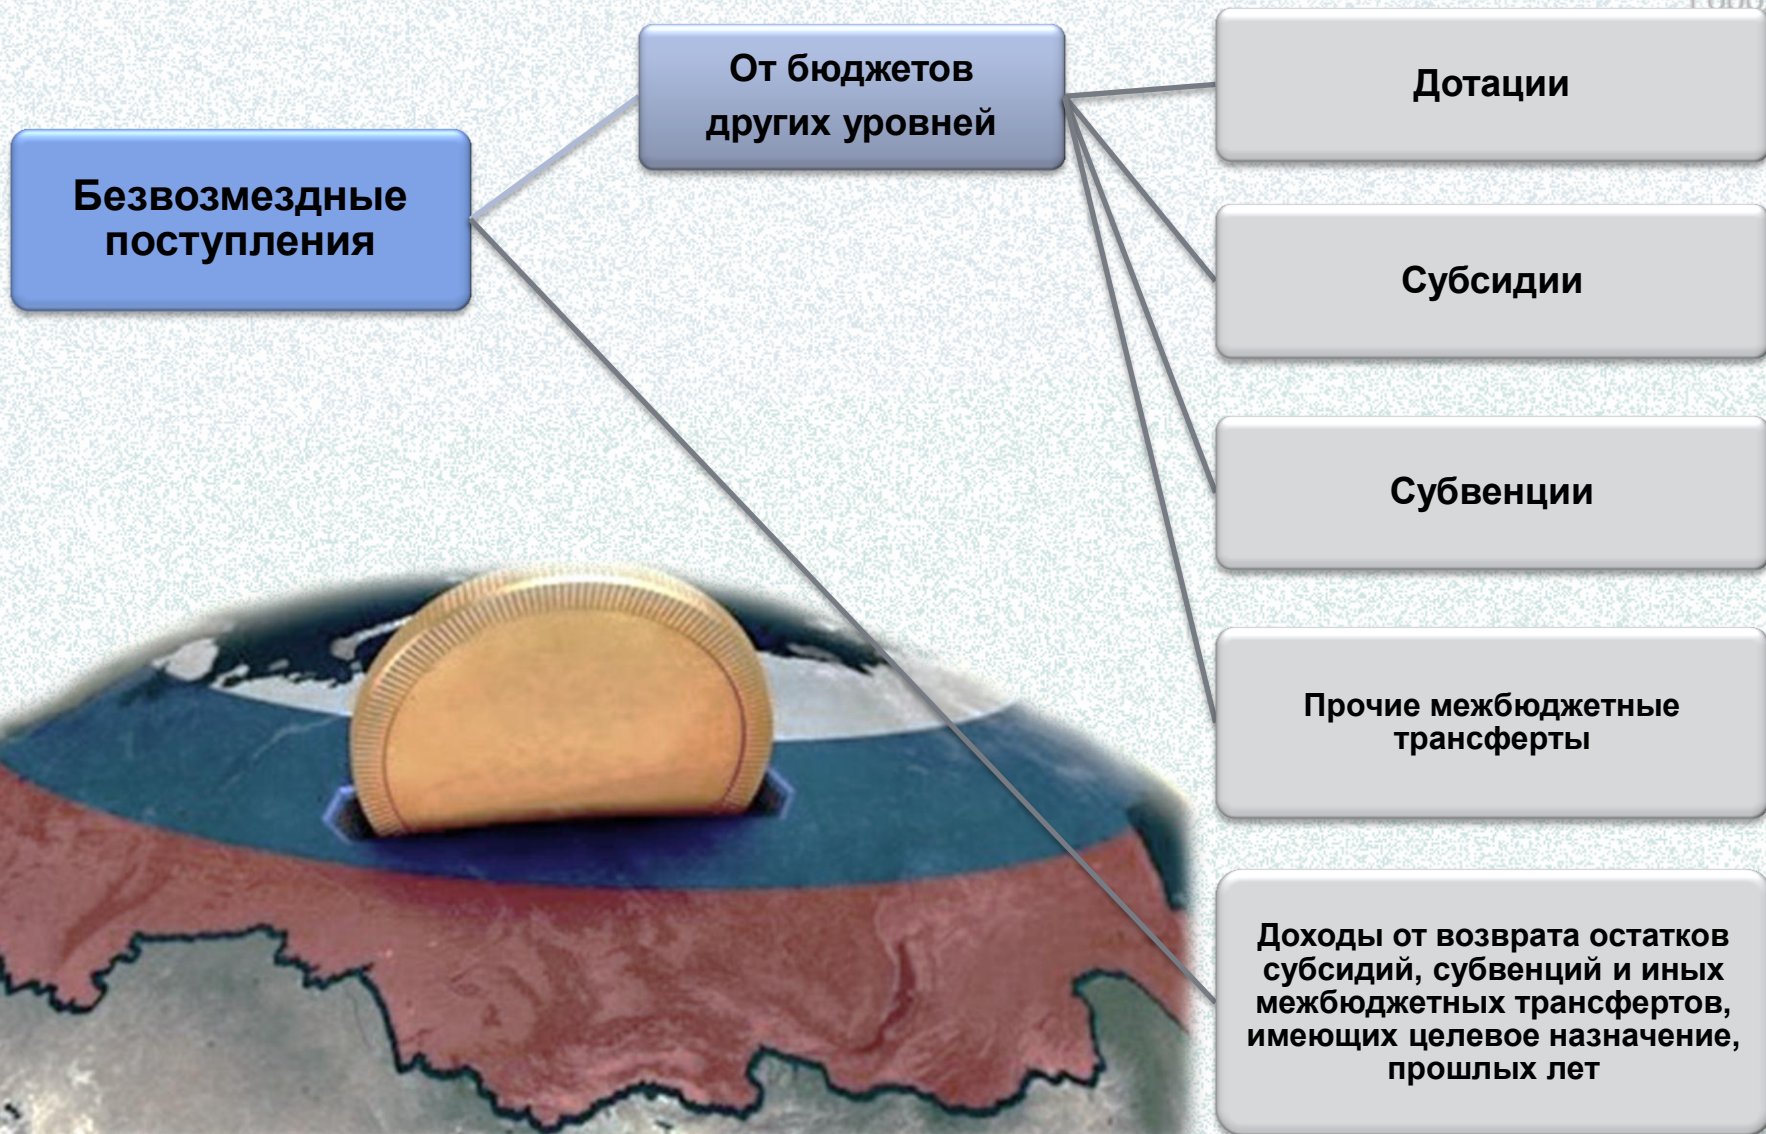 От бюджетов
других уровней
Безвозмездные
поступления
Дотации
Субсидии
Субвенции
Прочие межбюджетные
трансферты
Доходы от возврата остатков
субсидий, субвенций и иных
межбюджетных трансфертов,
имеющих целевое назначение,
прошлых лет